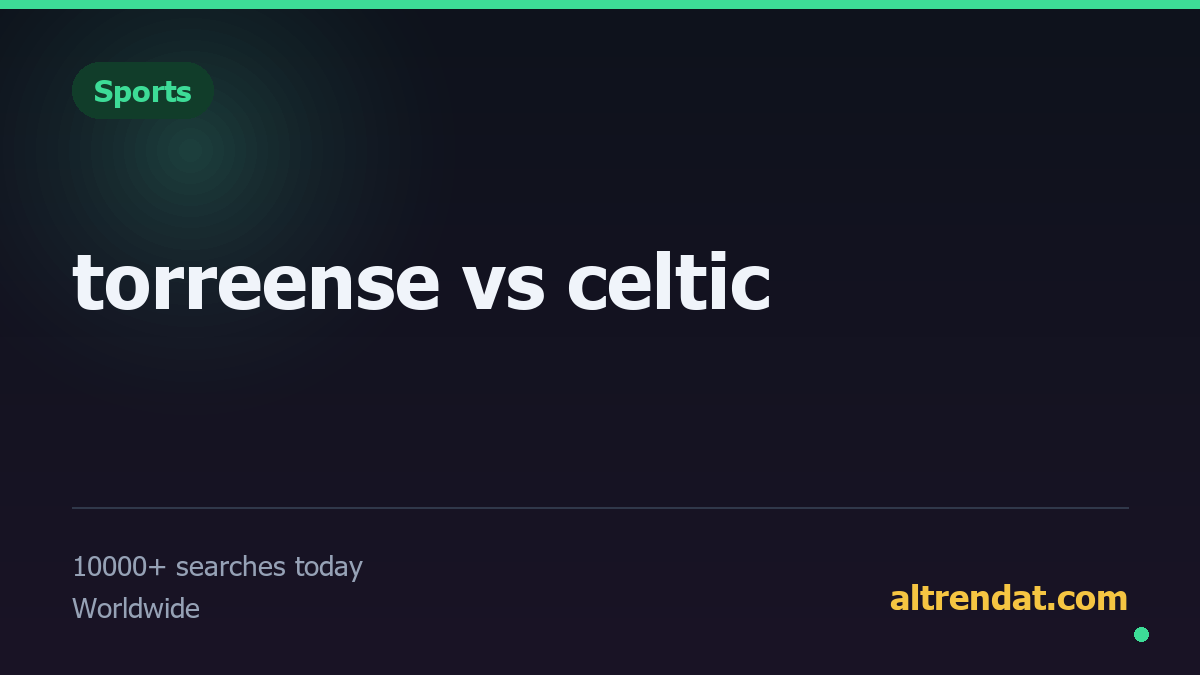 Sports
torreense vs celtic
10000+ searches today
Worldwide
altrendat.com